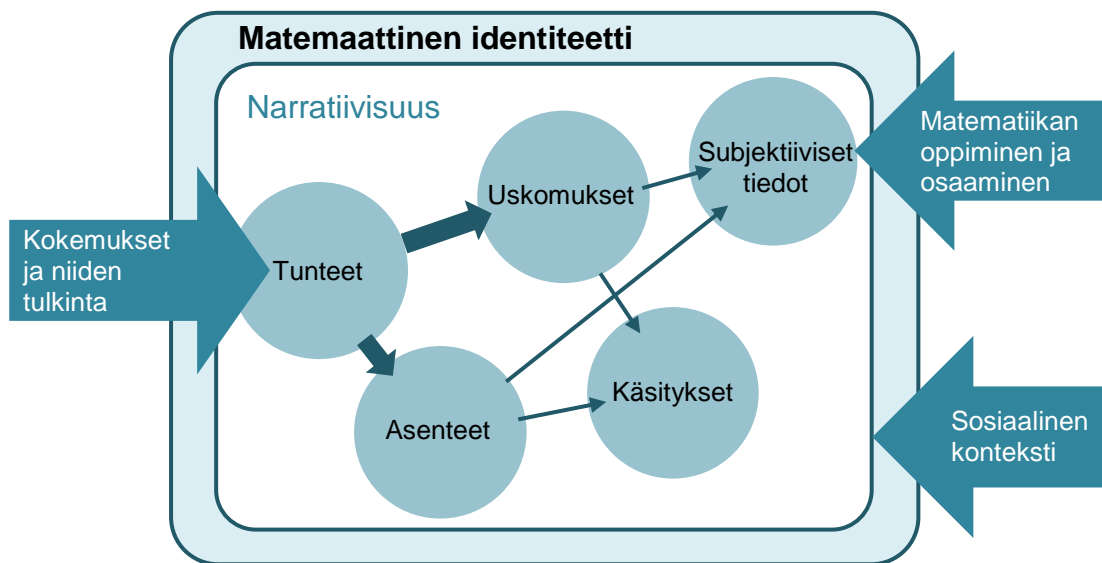 Matemaattinen identiteetti
Narratiivisuus
Kokemukset
ja niiden
tulkinta
Tunteet
Uskomukset
Asenteet
Subjektiiviset
tiedot
Käsitykset
Matematiikan
oppiminen ja
osaaminen
Sosiaalinen
konteksti